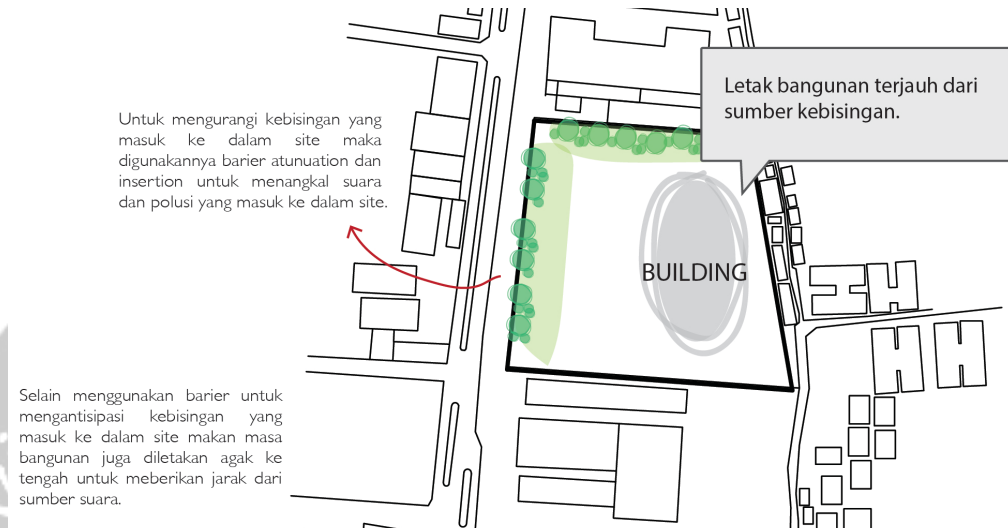 Untuk mengurangi kebisingan yang
masuk ke dalam site maka
digunakannya barier atunuation dan
insertion untuk menangkal suara
dan polusi yang masuk ke dalam site.
Letak bangunan terjauh dari
sumber kebisingan.
BUILDING
Selain menggunakan barier untuk
mengantisipasi kebisingan yang
masuk ke dalam site makan masa
bangunan juga diletakan agak ke
tengah untuk meberikan jarak dari
sumber suara.